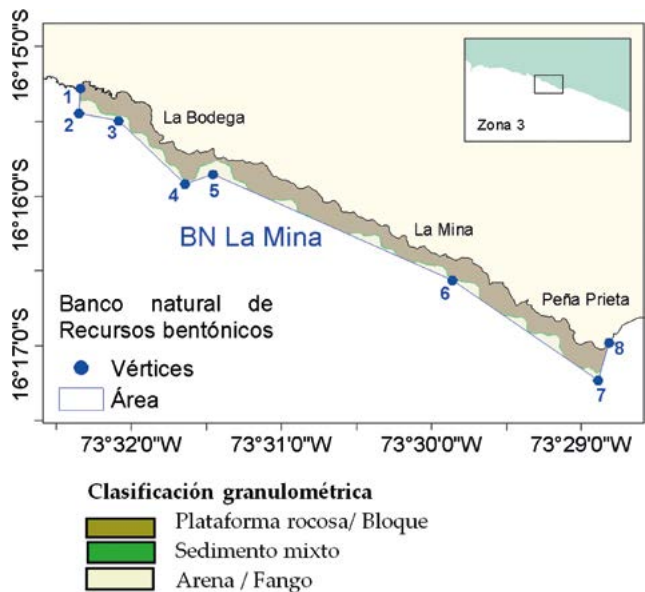 16°15'0"S
16°16'0"S
16°17'0"S
1
2
3
La Bodega
4
5
Zona 3
BN La Mina
La Mina
6
Peña Prieta
8
7
Banco natural de
Recursos bentónicos
Vértices
Área
73°32'0"W
73°31'0"W
73°30'0"W
73°29'0"W
Clasificación granulométrica
Plataforma rocosa/ Bloque
Sedimento mixto
Arena / Fango